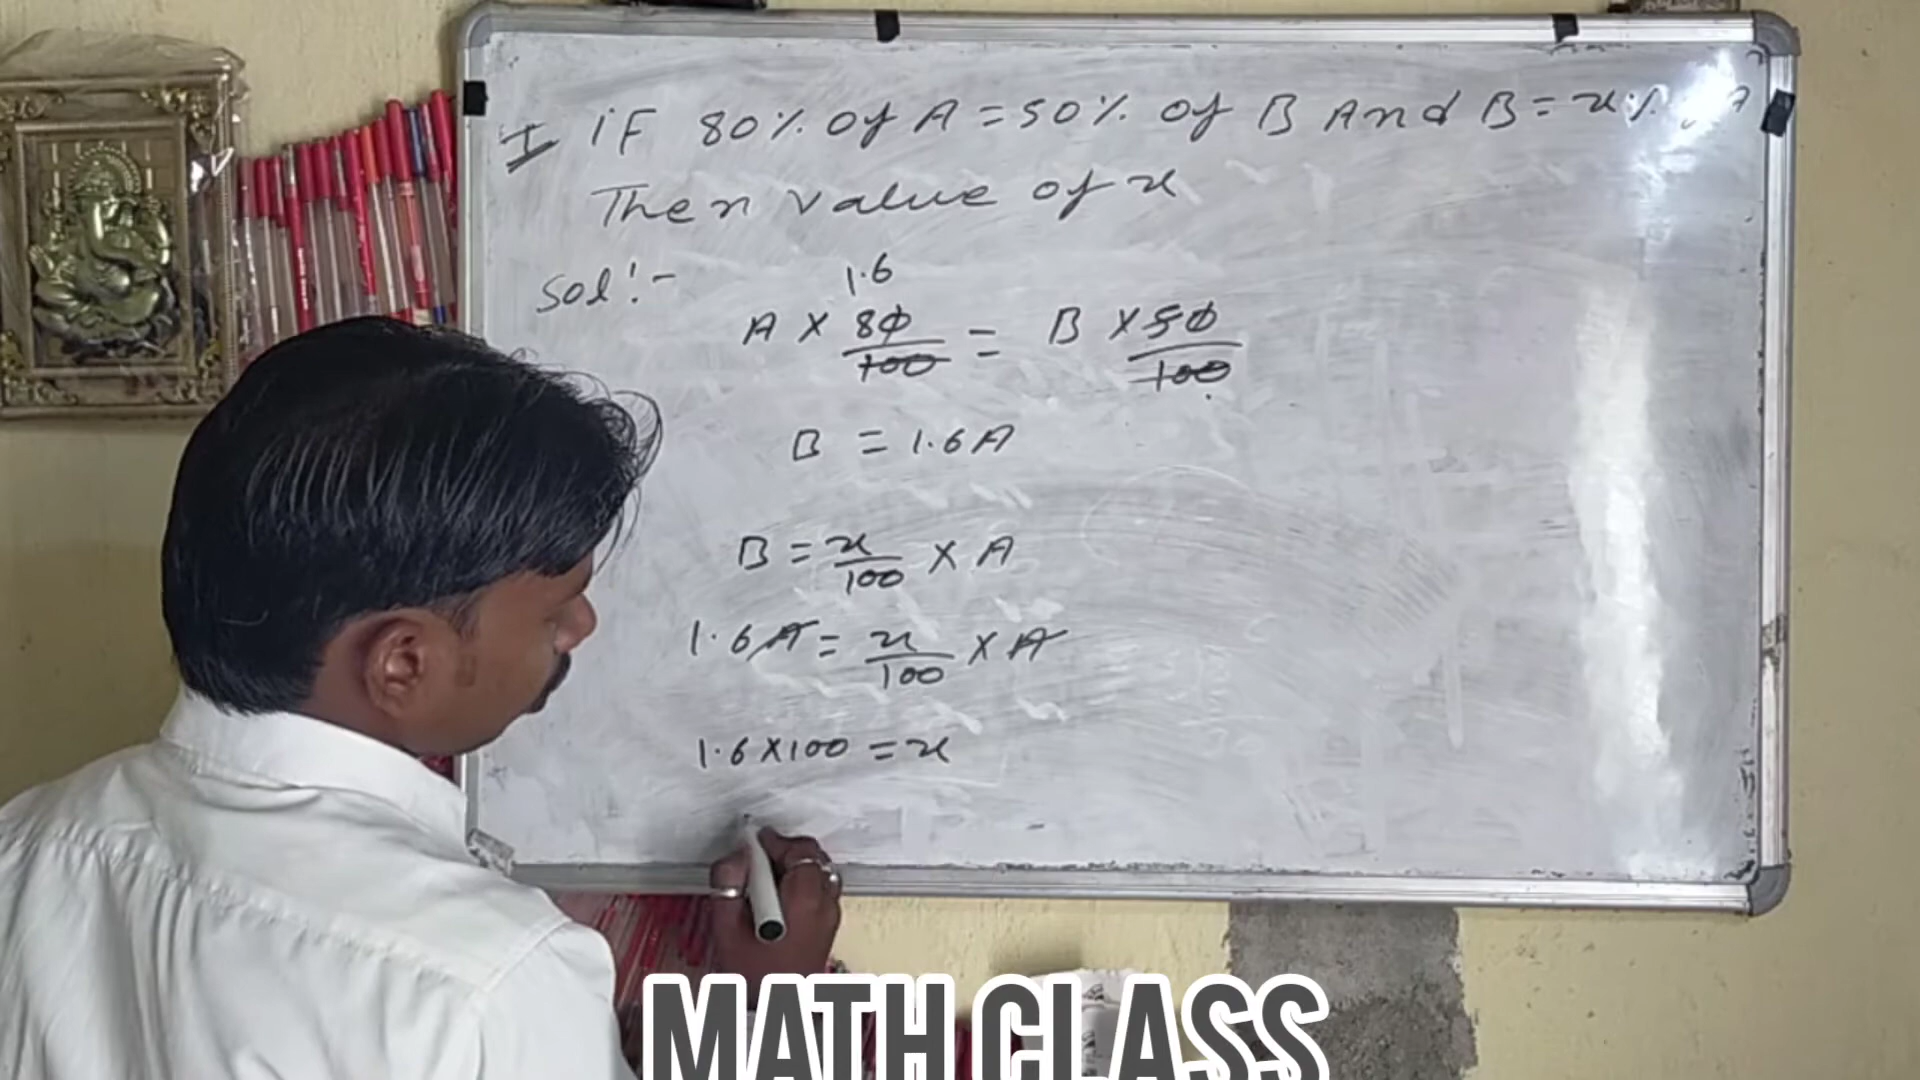 I IF 80% of A = 50% of B And B = x% A
Then value of x
Sol!-
1.6
A × 80/100 = B × 50/100
B = 1.6A
B = x/100 × A
1.6A = x/100 × A
1.6×100 = x
MATH CLASS